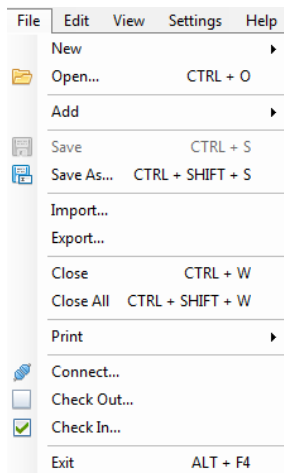 File Edit View Settings Help
New
Open... CTRL + O
Add
Save CTRL + S
Save As... CTRL + SHIFT + S
Import...
Export...
Close CTRL + W
Close All CTRL + SHIFT + W
Print
Connect...
Check Out...
Check In...
Exit ALT + F4